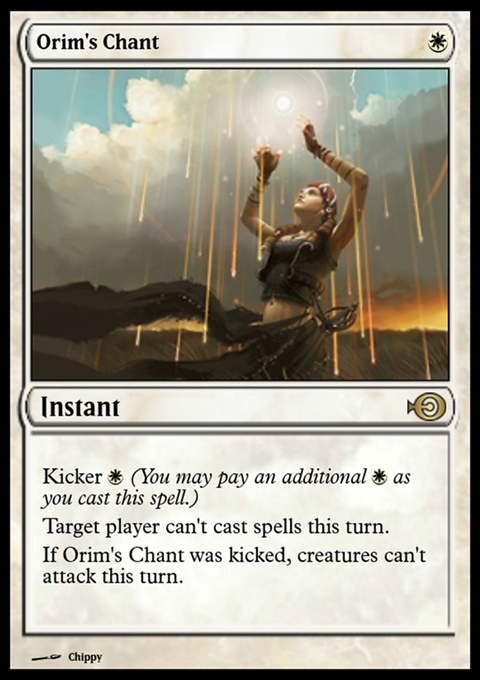 Orim's Chant
Instant
Kicker (You may pay an additional as
you cast this spell.)
Target player can't cast spells this turn.
If Orim's Chant was kicked, creatures can't
attack this turn.
Chippy